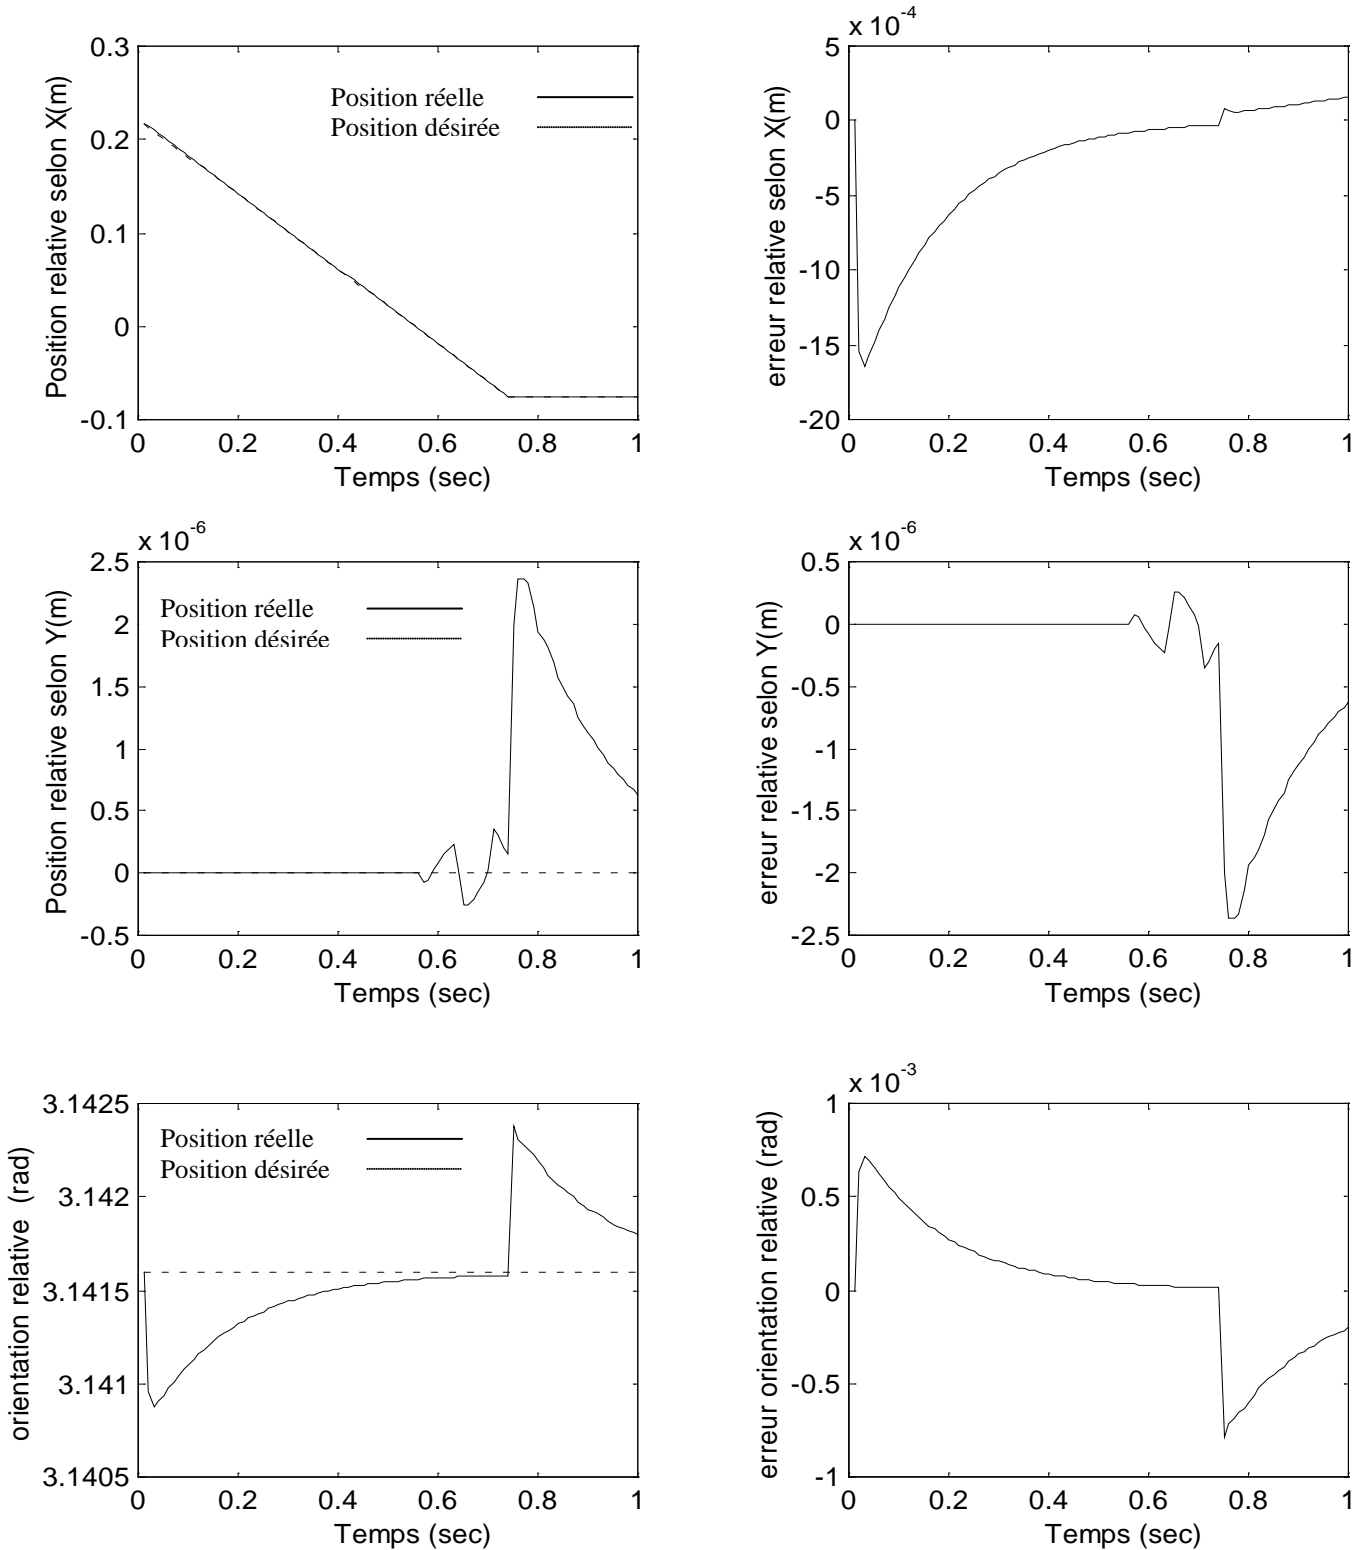 0.3
0.2
0.1
0
-0.1
0 0.2 0.4 0.6 0.8 1
Temps (sec)
Position relative selon X(m)
Position réelle
Position désirée
x 10^-4
5
0
-5
-10
-15
-20
0 0.2 0.4 0.6 0.8 1
Temps (sec)
erreur relative selon X(m)
x 10^-6
2.5
2
1.5
1
0.5
0
-0.5
0 0.2 0.4 0.6 0.8 1
Temps (sec)
Position relative selon Y(m)
Position réelle
Position désirée
x 10^-6
0.5
0
-0.5
-1
-1.5
-2
-2.5
0 0.2 0.4 0.6 0.8 1
Temps (sec)
erreur relative selon Y(m)
3.1425
3.142
3.1415
3.141
3.1405
0 0.2 0.4 0.6 0.8 1
Temps (sec)
orientation relative (rad)
Position réelle
Position désirée
x 10^-3
1
0.5
0
-0.5
-1
0 0.2 0.4 0.6 0.8 1
Temps (sec)
erreur orientation relative (rad)